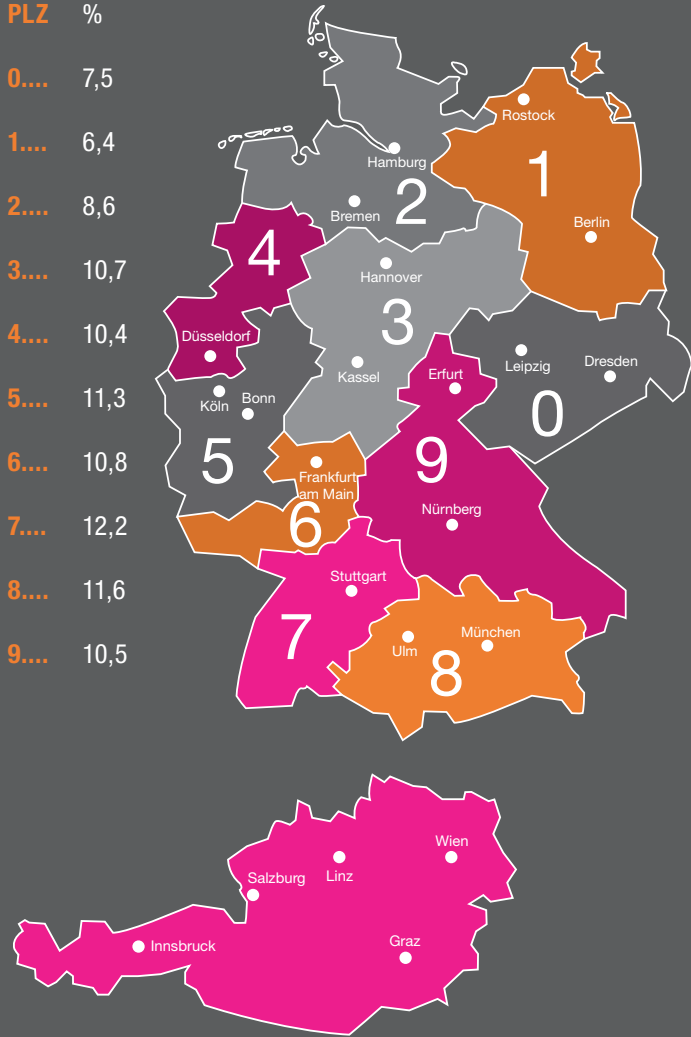 PLZ %
0.... 7,5
1.... 6,4
2.... 8,6
3.... 10,7
4.... 10,4
5.... 11,3
6.... 10,8
7.... 12,2
8.... 11,6
9.... 10,5
Rostock
1
Hamburg
2
Bremen
Berlin
4
Hannover
3
Düsseldorf
Kassel
Erfurt
Leipzig
Dresden
Köln
Bonn
0
5
9
Frankfurt
am Main
6
Nürnberg
Stuttgart
7
Ulm
München
8
Wien
Linz
Salzburg
Innsbruck
Graz